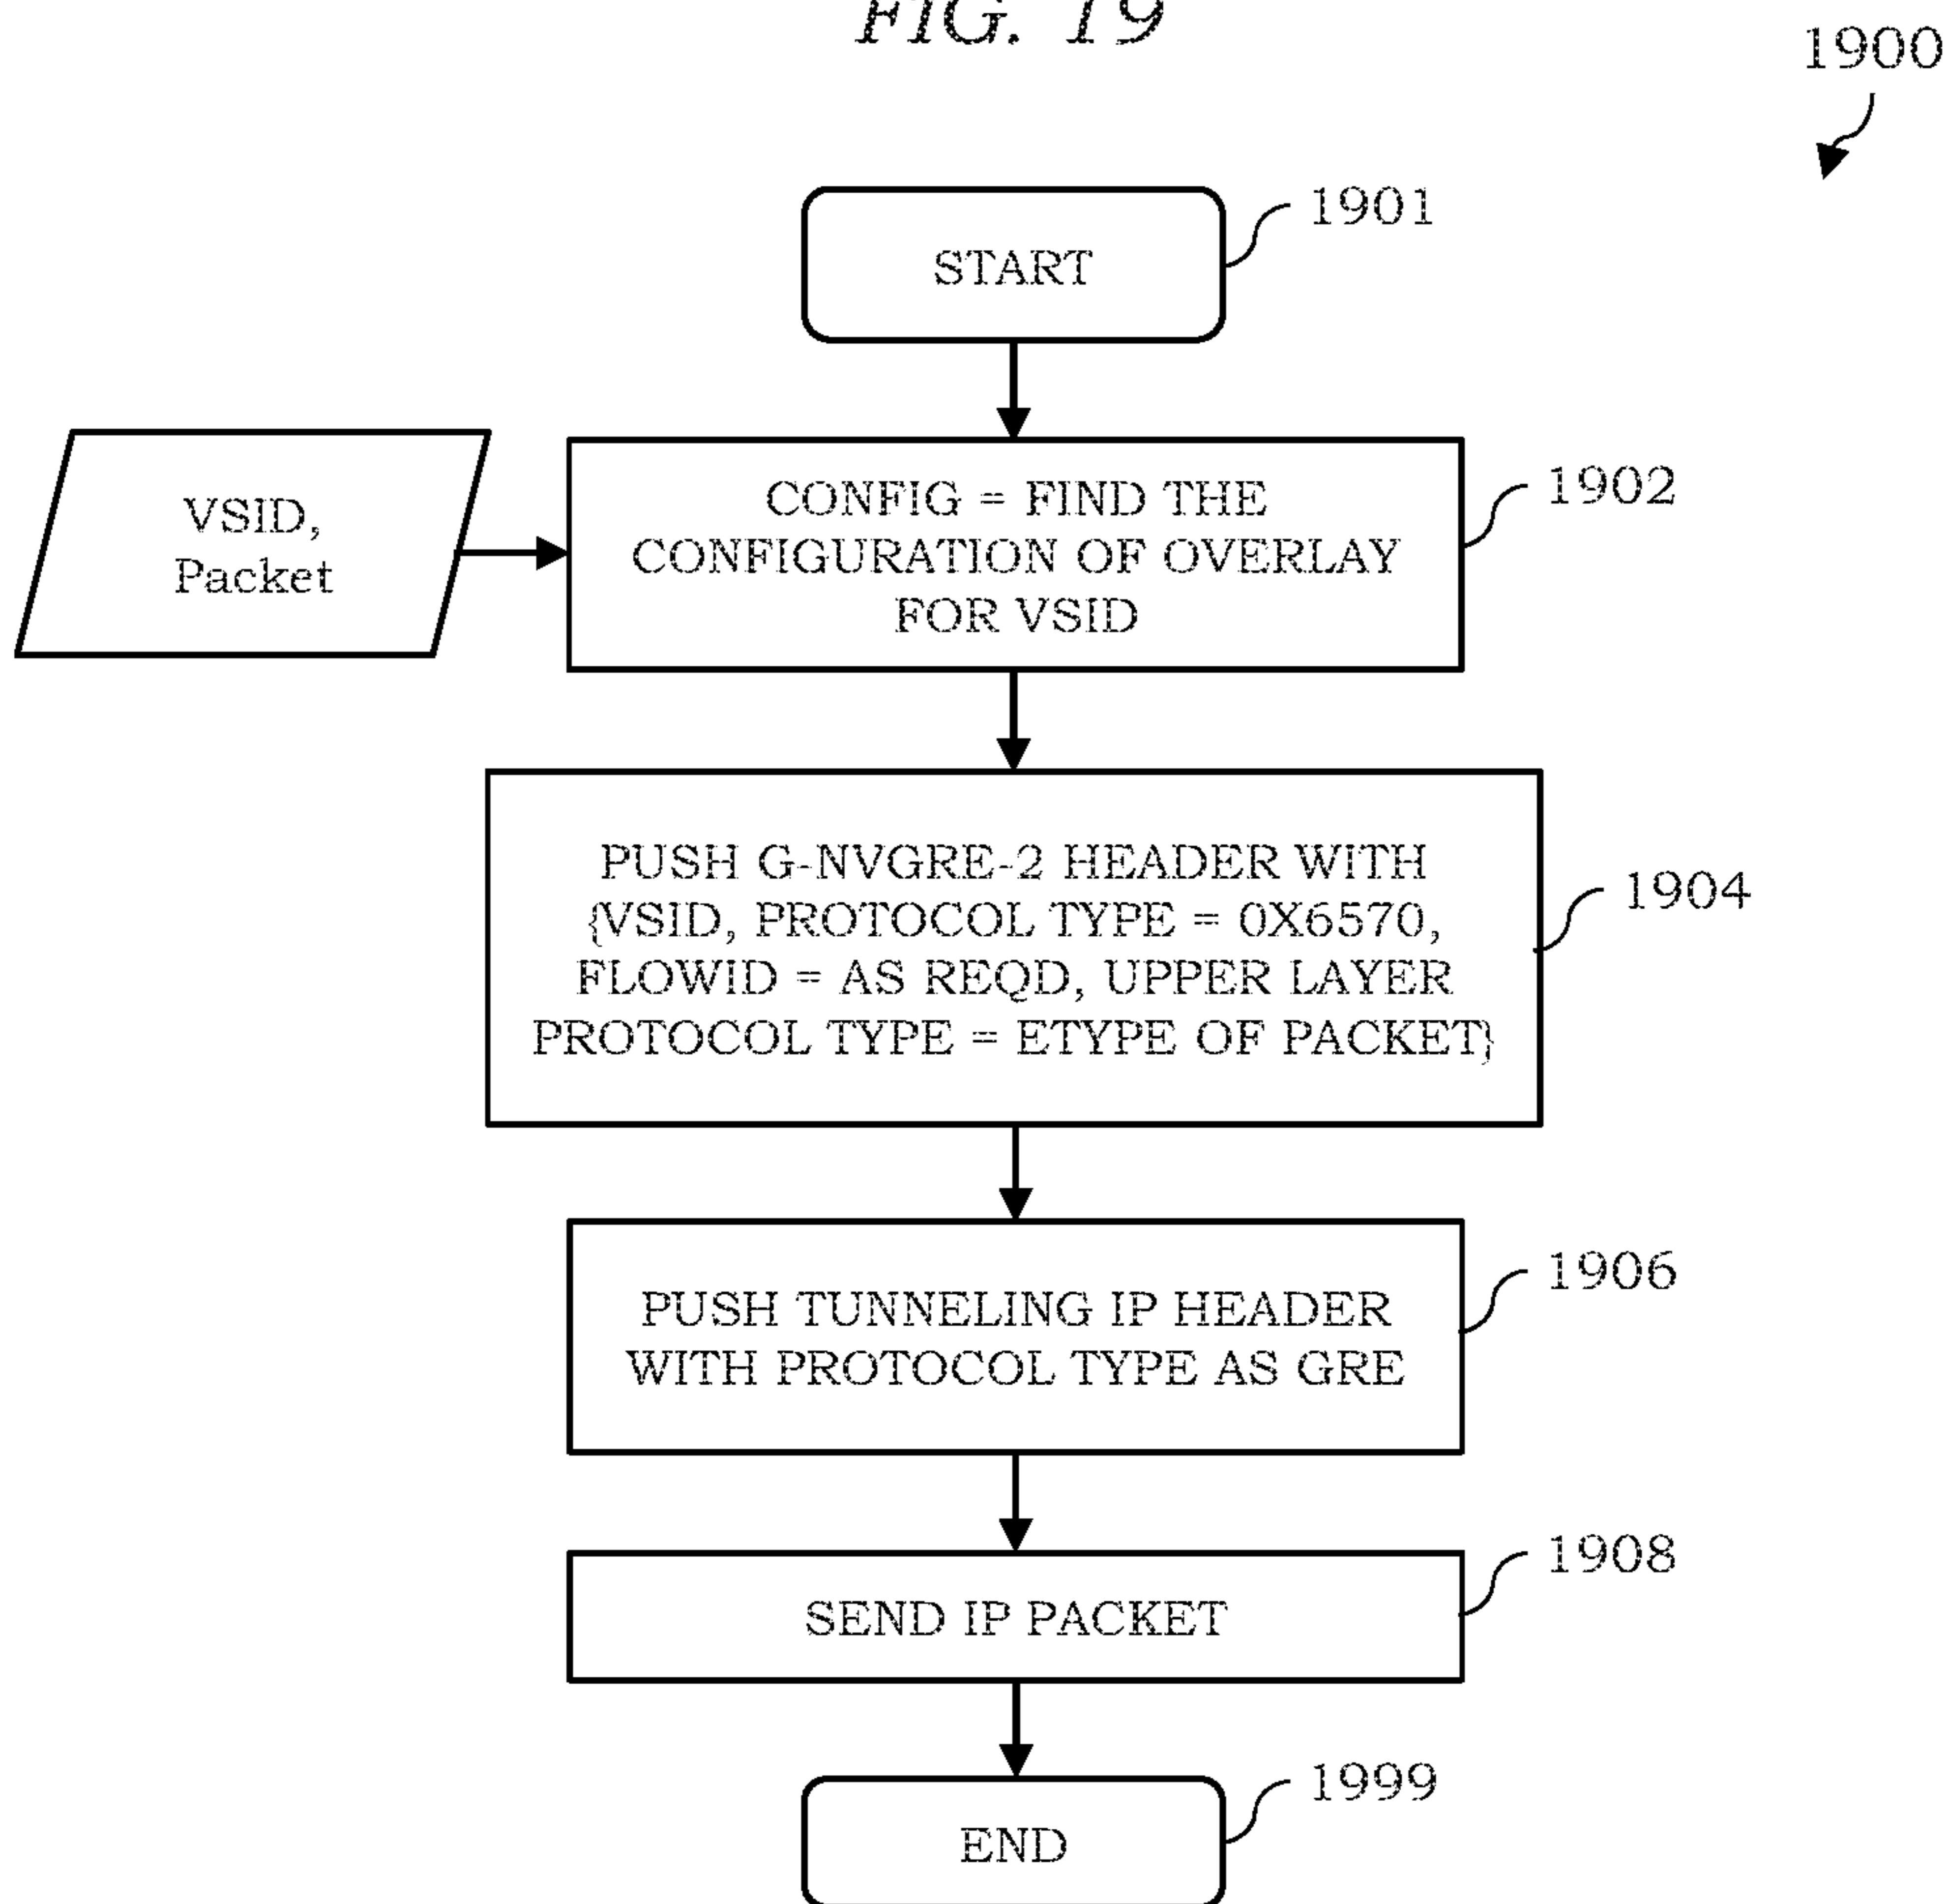 FIG. 19
1900
START
1901
VSID,
Packet
CONFIG = FIND THE
CONFIGURATION OF OVERLAY
FOR VSID
1902
PUSH G-NVGRE-2 HEADER WITH
{VSID, PROTOCOL TYPE = 0X6570,
FLOWID = AS REQD, UPPER LAYER
PROTOCOL TYPE = ETYPE OF PACKET}
1904
PUSH TUNNELING IP HEADER
WITH PROTOCOL TYPE AS GRE
1906
SEND IP PACKET
1908
END
1999